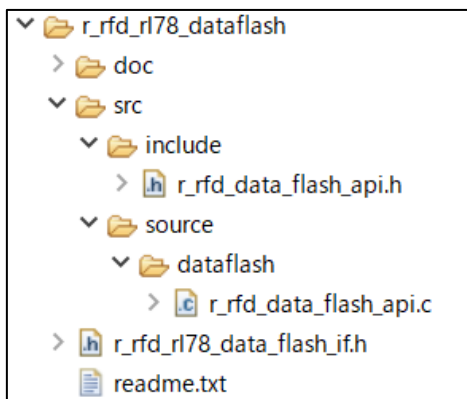 r_rfd_rl78_dataflash
doc
src
include
.h r_rfd_data_flash_api.h
source
dataflash
.c r_rfd_data_flash_api.c
.h r_rfd_rl78_data_flash_if.h
readme.txt